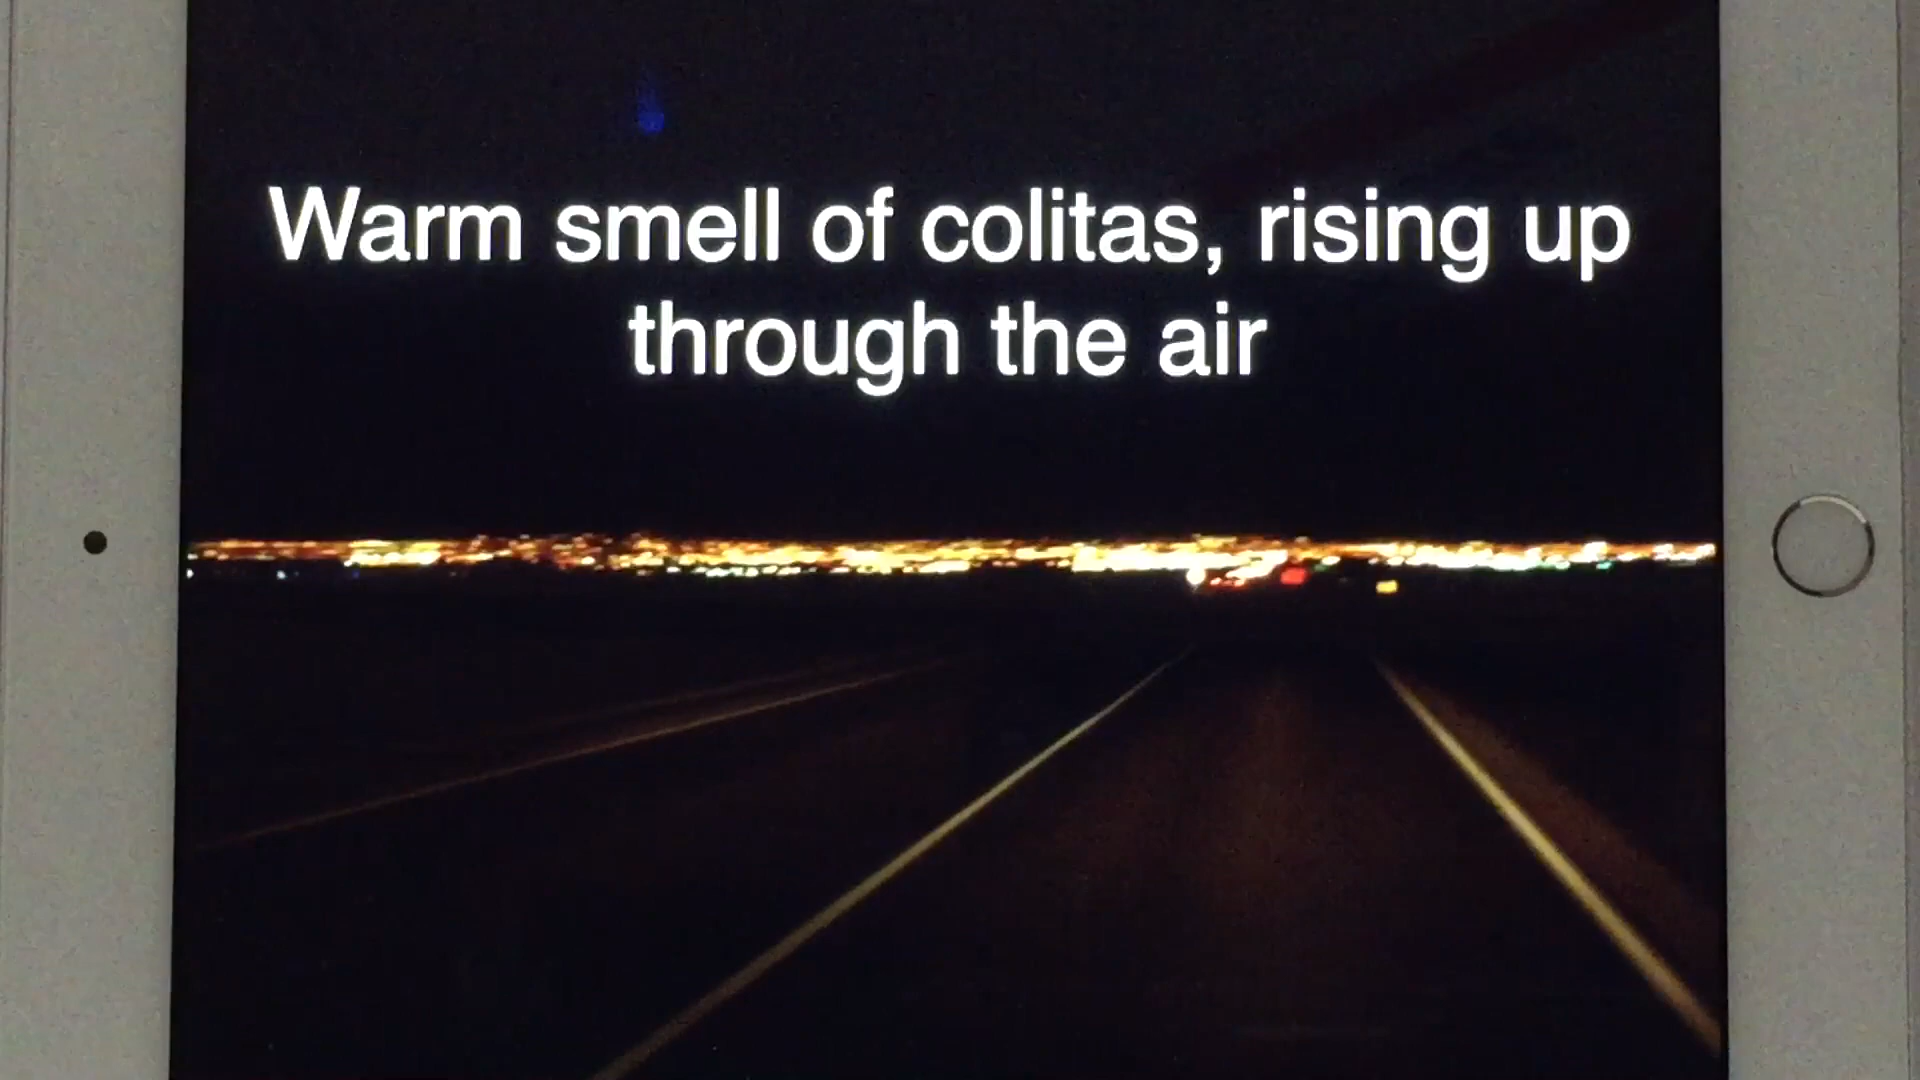 Warm smell of colitas, rising up
through the air